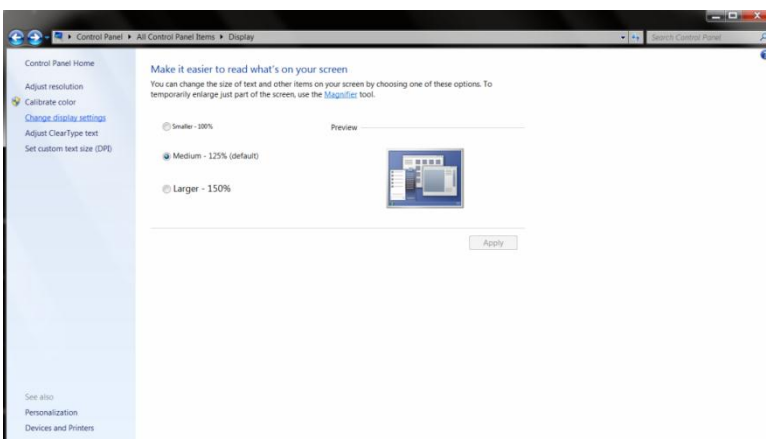 Control Panel ▸ All Control Panel Items ▸ Display
Search Control Panel
Control Panel Home
Adjust resolution
Calibrate color
Change display settings
Adjust ClearType text
Set custom text size (DPI)
Make it easier to read what's on your screen
You can change the size of text and other items on your screen by choosing one of these options. To
temporarily enlarge just part of the screen, use the Magnifier tool.
Smaller - 100%
Preview
Medium - 125% (default)
Larger - 150%
Apply
See also
Personalization
Devices and Printers